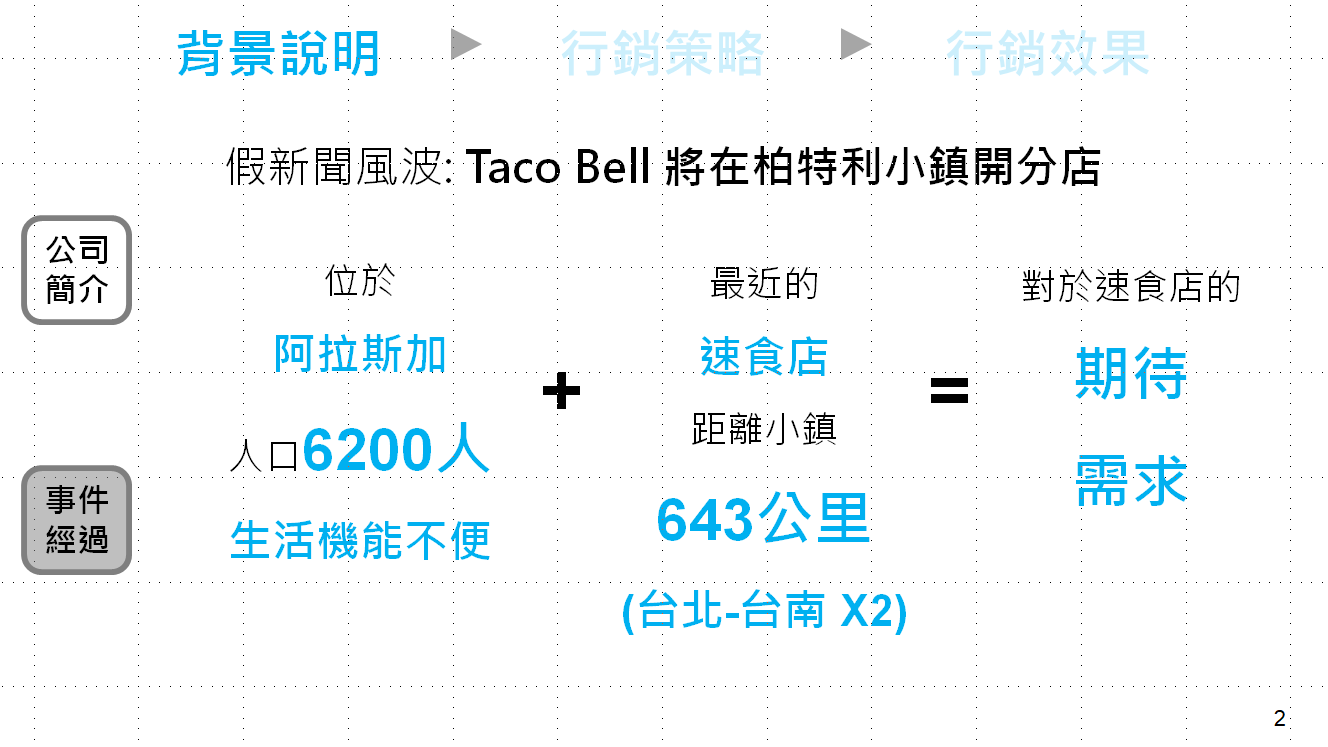 背景說明
行銷策略
行銷效果
假新聞風波: Taco Bell 將在柏特利小鎮開分店
公司
簡介
事件
經過
位於
阿拉斯加
人口6200人
生活機能不便
+
最近的
速食店
距離小鎮
643公里
(台北-台南 X2)
=
對於速食店的
期待
需求
2